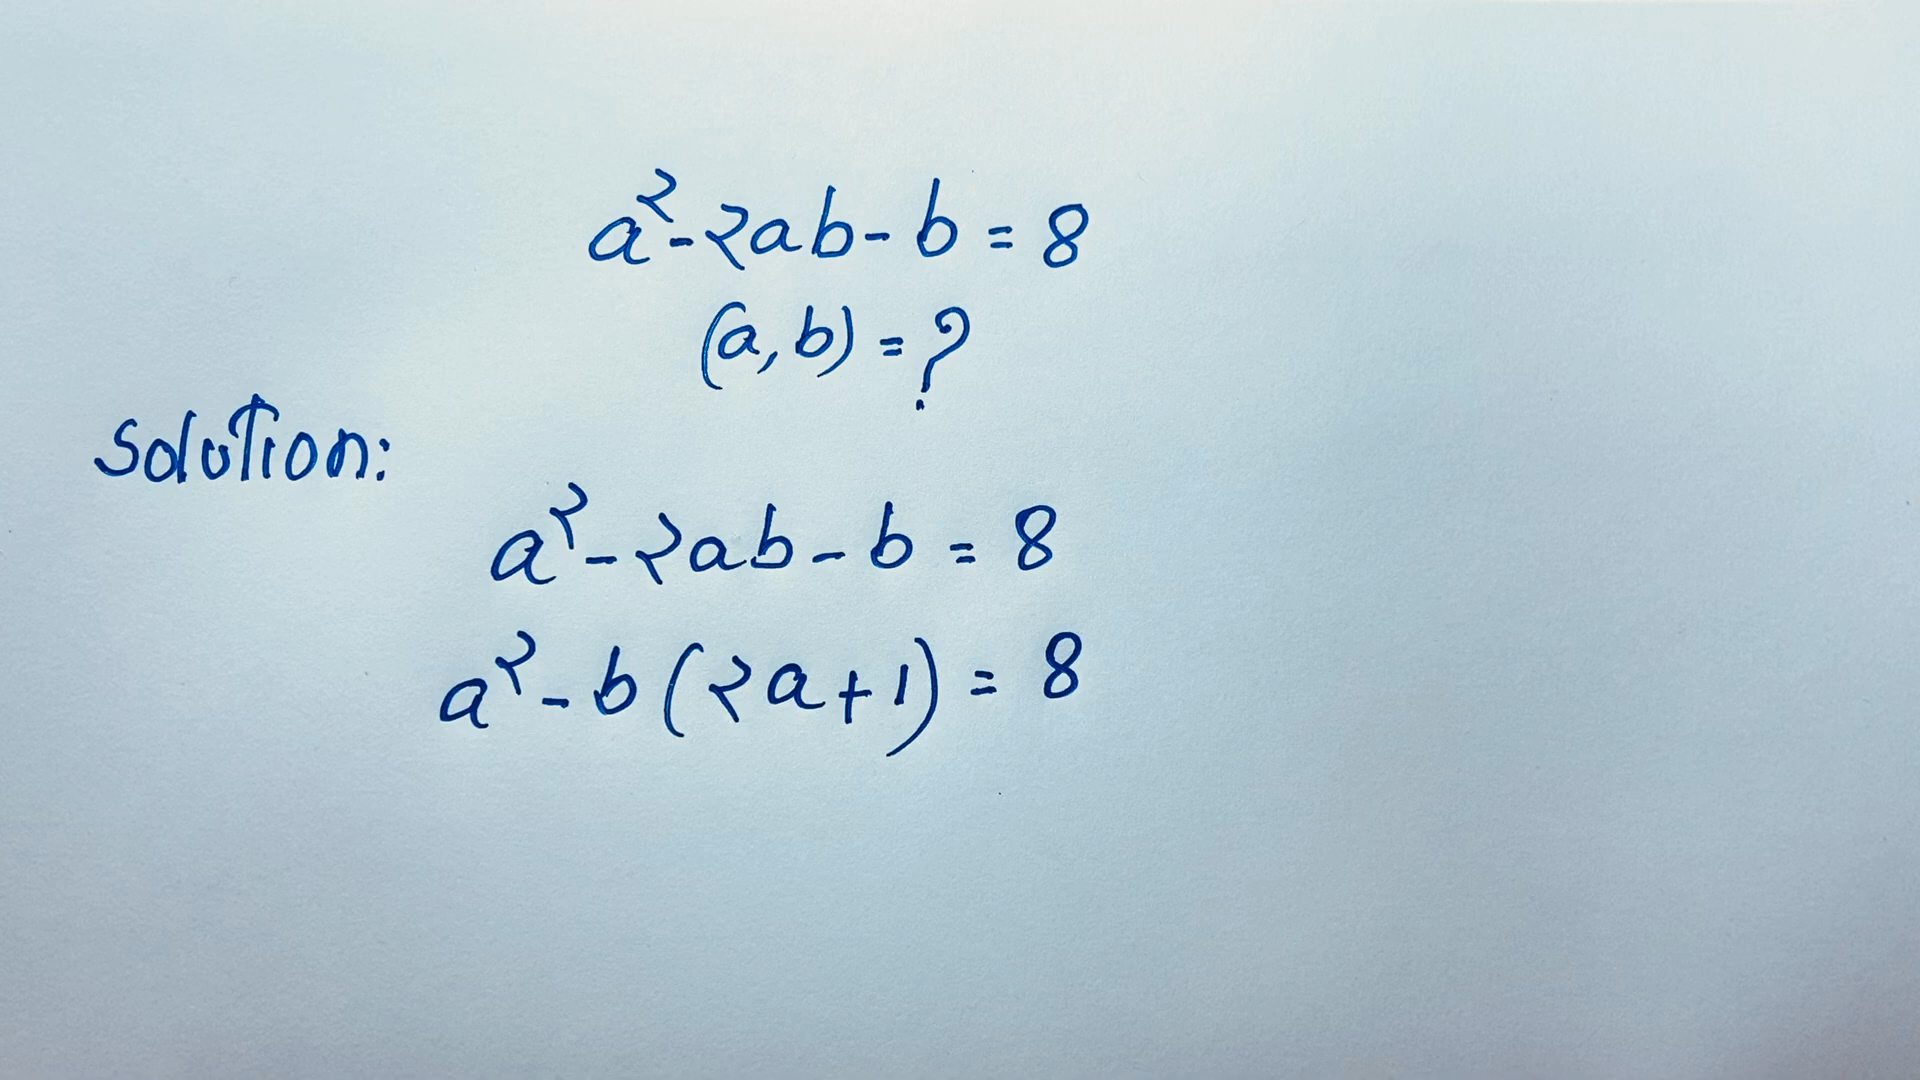 a² - 2ab - b = 8
(a, b) = ?
Solution:
a² - 2ab - b = 8
a² - b (2a + 1) = 8